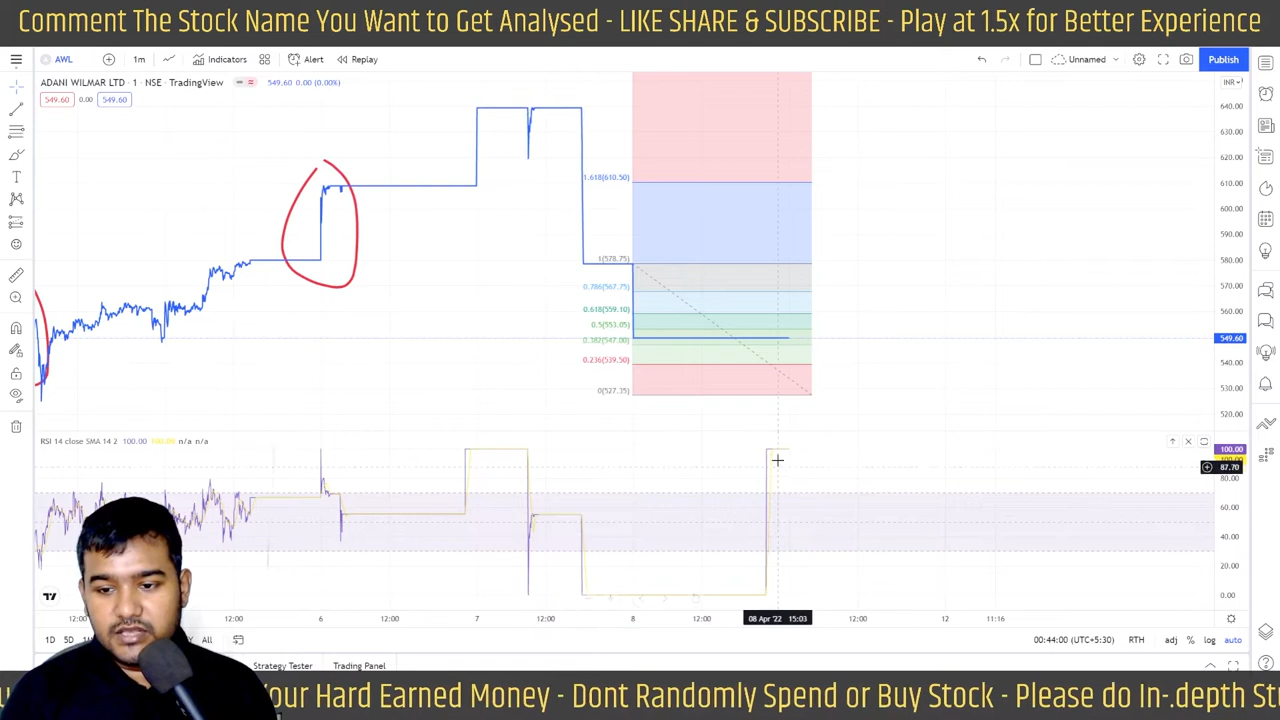 Comment The Stock Name You Want to Get Analysed - LIKE SHARE & SUBSCRIBE - Play at 1.5x for Better Experience
AWL 1m Indicators Alert Replay Unnamed Publish
ADANI WILMAR LTD · 1 · NSE · TradingView 549.60 0.00 (0.00%) INR
549.60 0.00 549.60
640.00
630.00
620.00
1.618(610.50) 610.00
600.00
590.00
1(578.75) 580.00
0.786(567.75) 570.00
0.618(559.10) 560.00
0.5(553.05)
0.382(547.00) 549.60
0.236(539.50) 540.00
0(527.35) 530.00
520.00
RSI 14 close SMA 14 2 100.00 100.00 n/a n/a 100.00
100.00
87.70
80.00
60.00
40.00
20.00
0.00
12:00 12:00 6 12:00 7 12:00 8 12:00 08 Apr '22 15:03 12:00 12 11:16
1D 5D 1M All 00:44:00 (UTC+5:30) RTH adj % log auto
Strategy Tester Trading Panel
Your Hard Earned Money - Dont Randomly Spend or Buy Stock - Please do In-.depth St